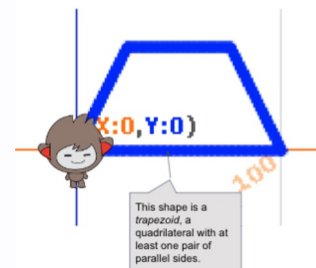 X:0,Y:0)
100
This shape is a
trapezoid, a
quadrilateral with at
least one pair of
parallel sides.